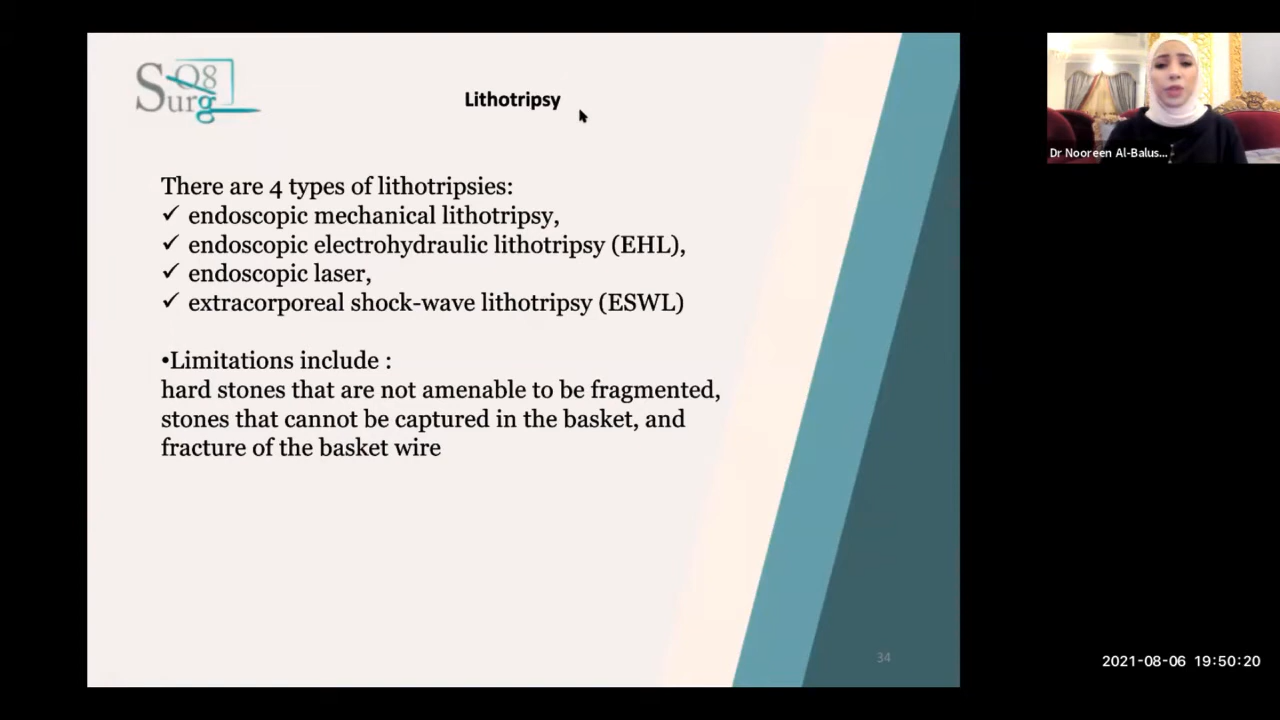 Q8
Surg
Lithotripsy
There are 4 types of lithotripsies:
✓ endoscopic mechanical lithotripsy,
✓ endoscopic electrohydraulic lithotripsy (EHL),
✓ endoscopic laser,
✓ extracorporeal shock-wave lithotripsy (ESWL)
•Limitations include :
hard stones that are not amenable to be fragmented,
stones that cannot be captured in the basket, and
fracture of the basket wire
34
Dr Nooreen Al-Balus...
2021-08-06 19:50:20